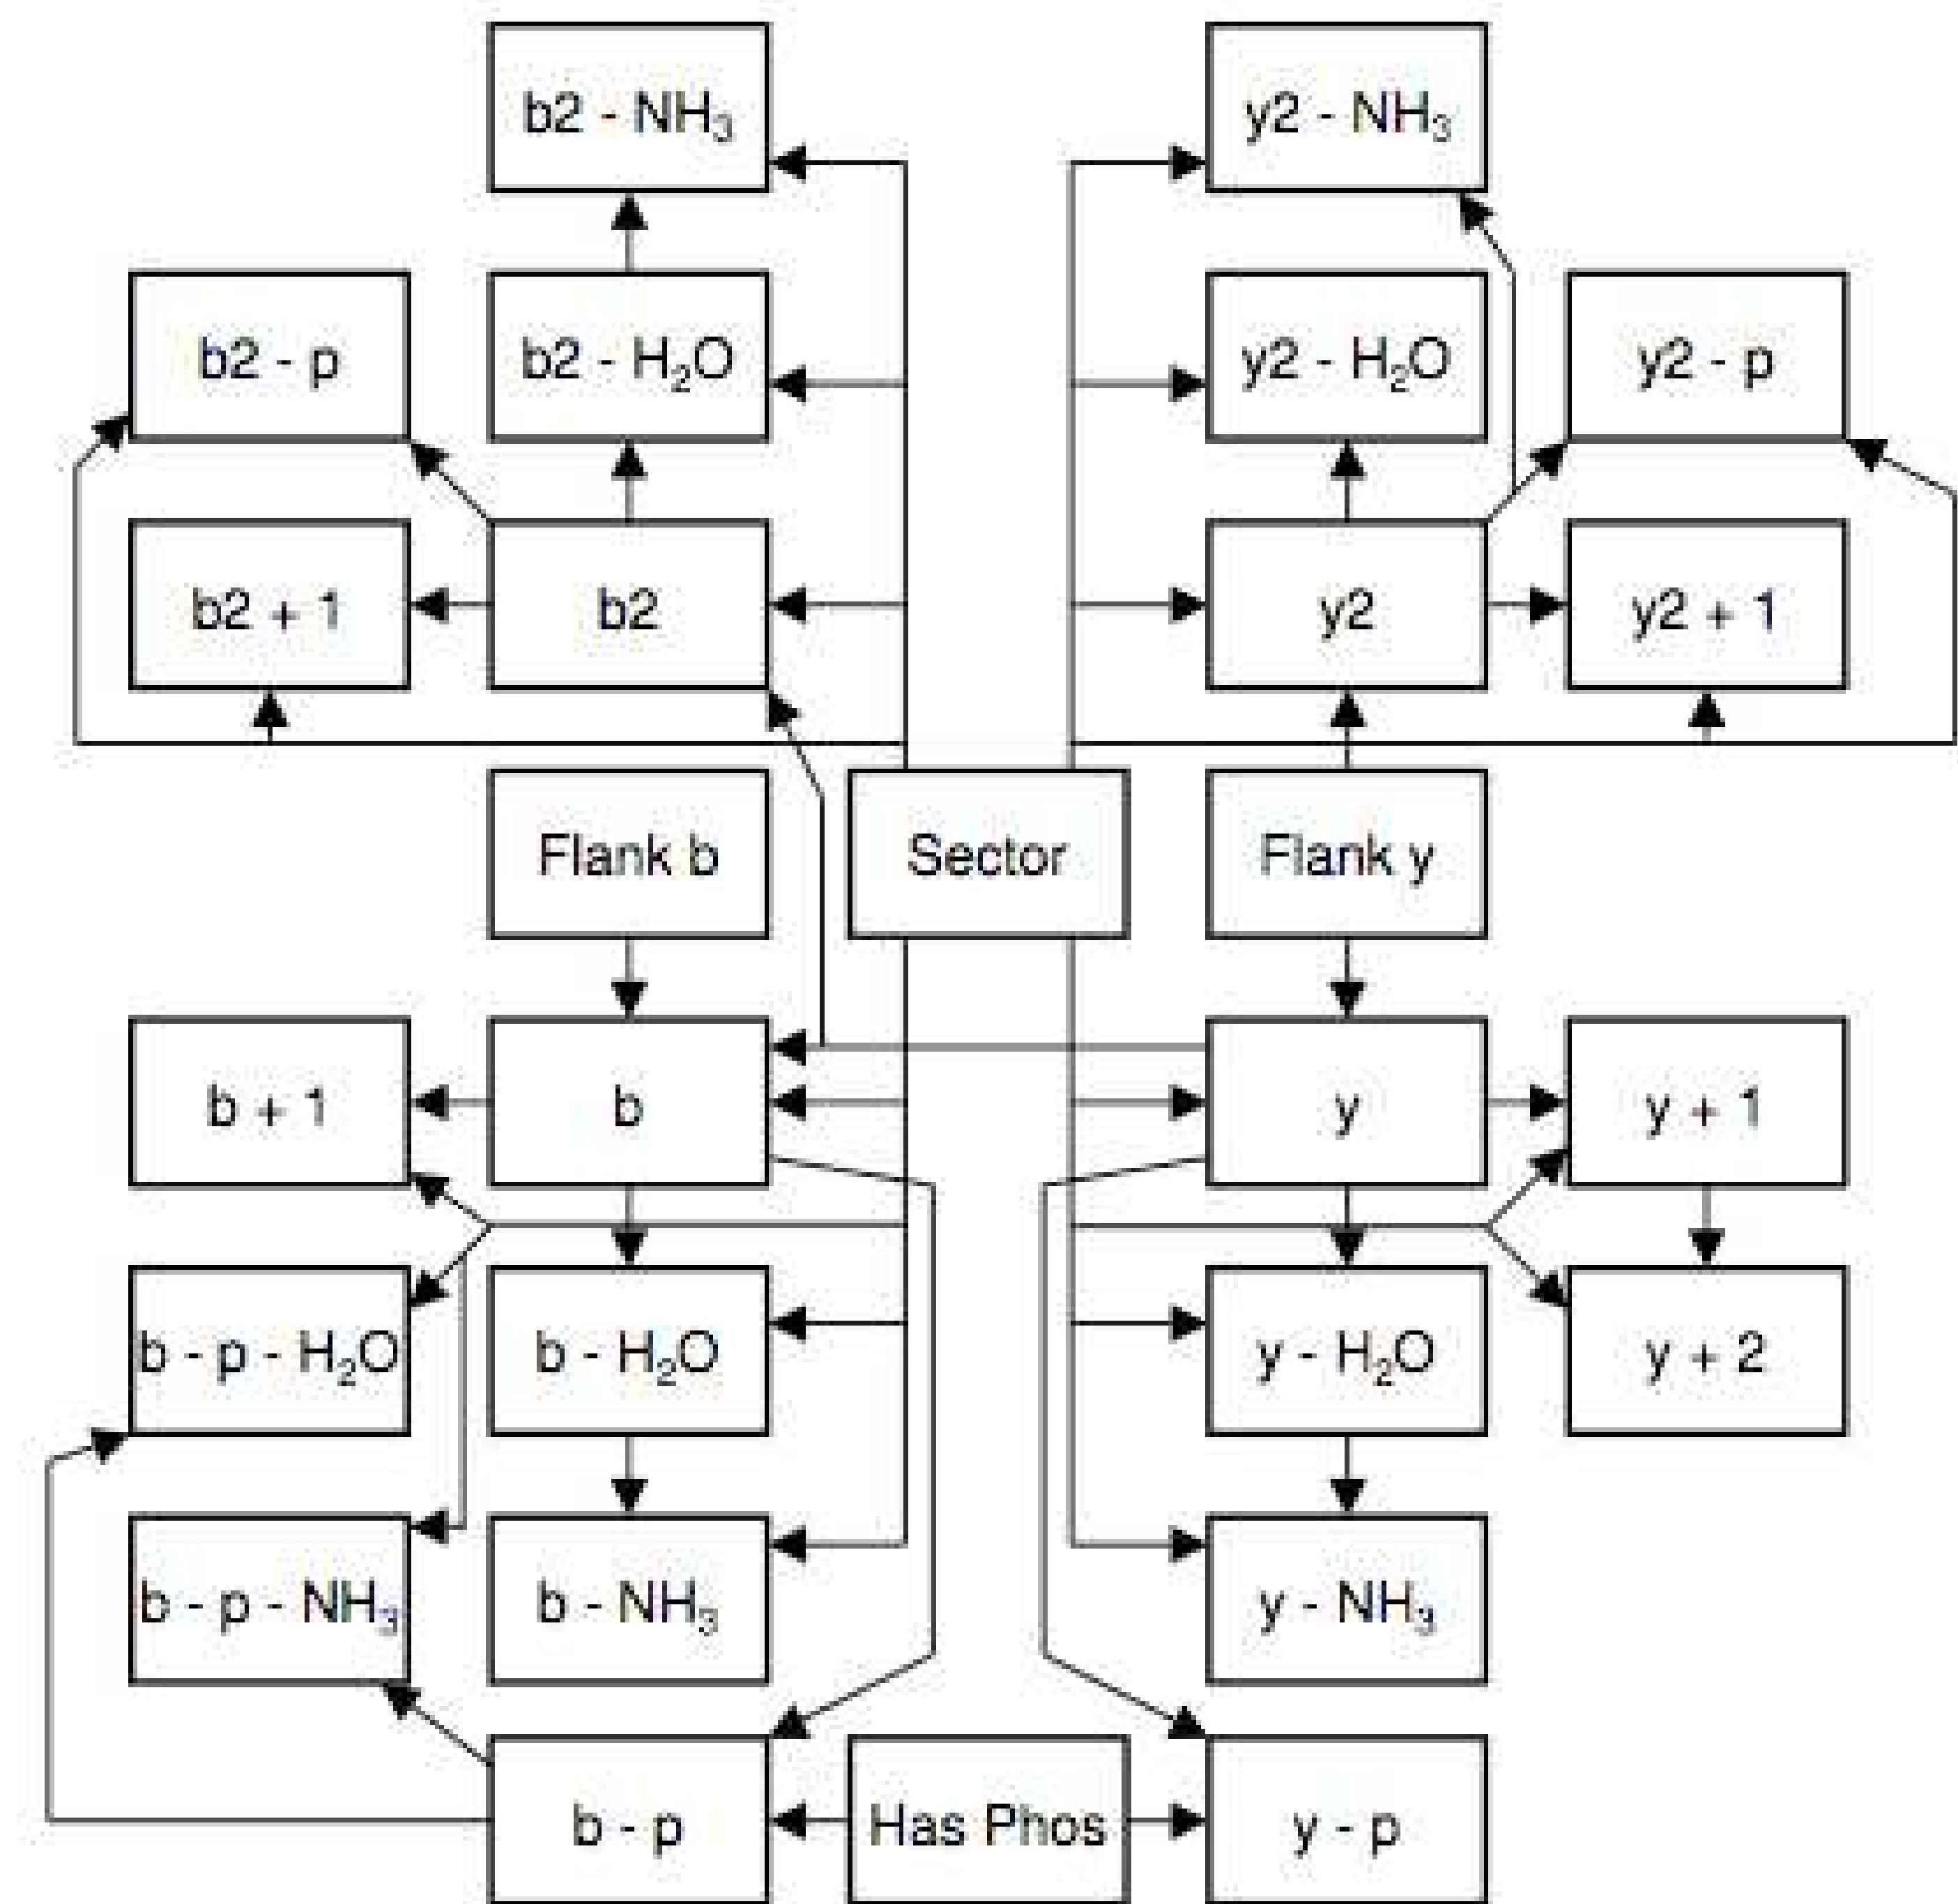 b2 - NH₃
y2 - NH₃
b2 - p
b2 - H₂O
y2 - H₂O
y2 - p
b2 + 1
b2
y2
y2 + 1
Flank b
Sector
Flank y
b + 1
b
y
y + 1
b - p - H₂O
b - H₂O
y - H₂O
y + 2
b - p - NH₃
b - NH₃
y - NH₃
b - p
Has Phos
y - p